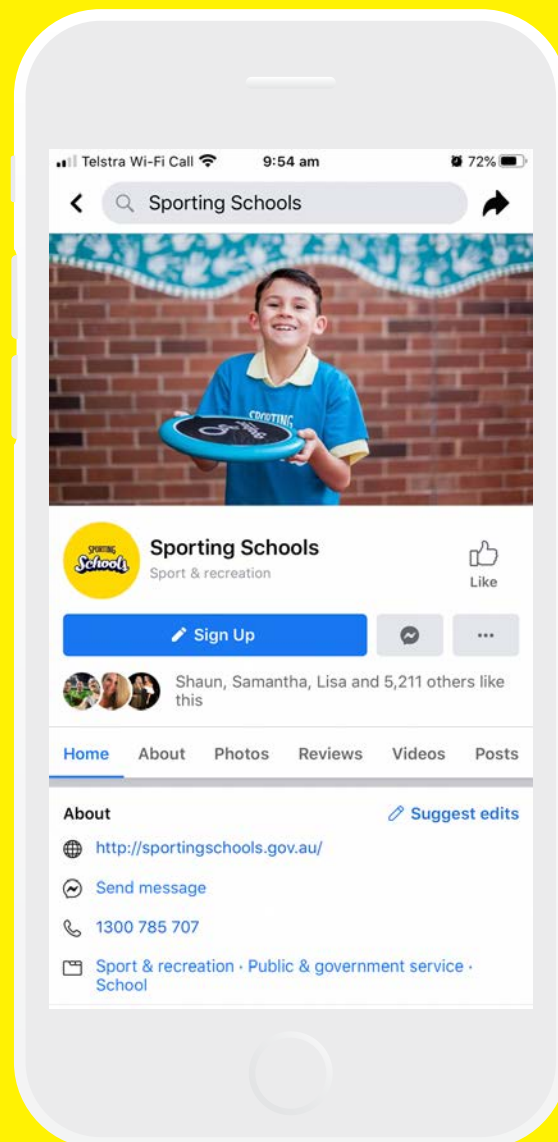 Telstra Wi-Fi Call 9:54 am 72%
Sporting Schools
SPORTING
SPORTING
Schools
Sporting Schools
Sport & recreation
Like
Sign Up
Shaun, Samantha, Lisa and 5,211 others like
this
Home About Photos Reviews Videos Posts
About Suggest edits
http://sportingschools.gov.au/
Send message
1300 785 707
Sport & recreation · Public & government service ·
School